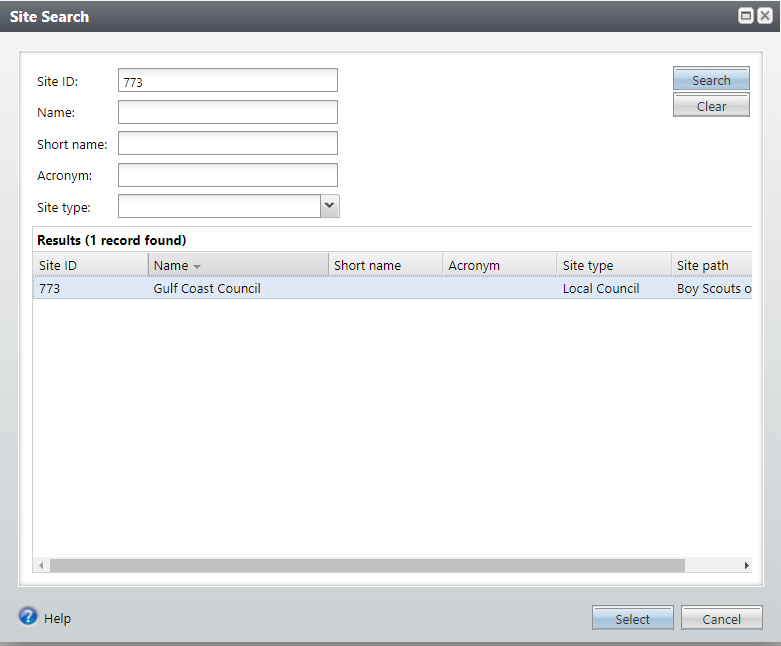 Site Search
Site ID: 773 Search
Name: Clear
Short name:
Acronym:
Site type:
Results (1 record found)
Site ID Name Short name Acronym Site type Site path
773 Gulf Coast Council Local Council Boy Scouts o
Help Select Cancel